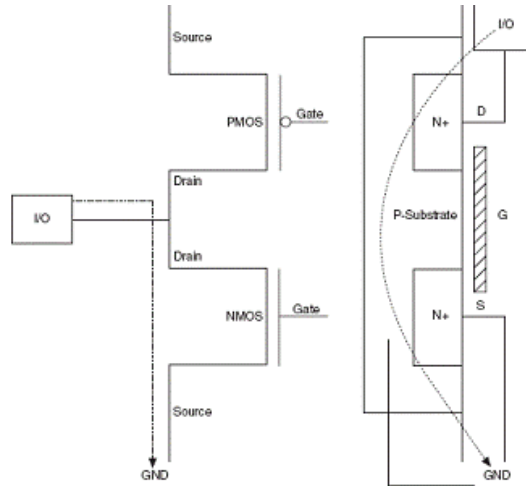 Source
PMOS
Gate
Drain
I/O
Drain
NMOS
Gate
Source
GND
I/O
N+
D
P-Substrate
G
S
N+
GND